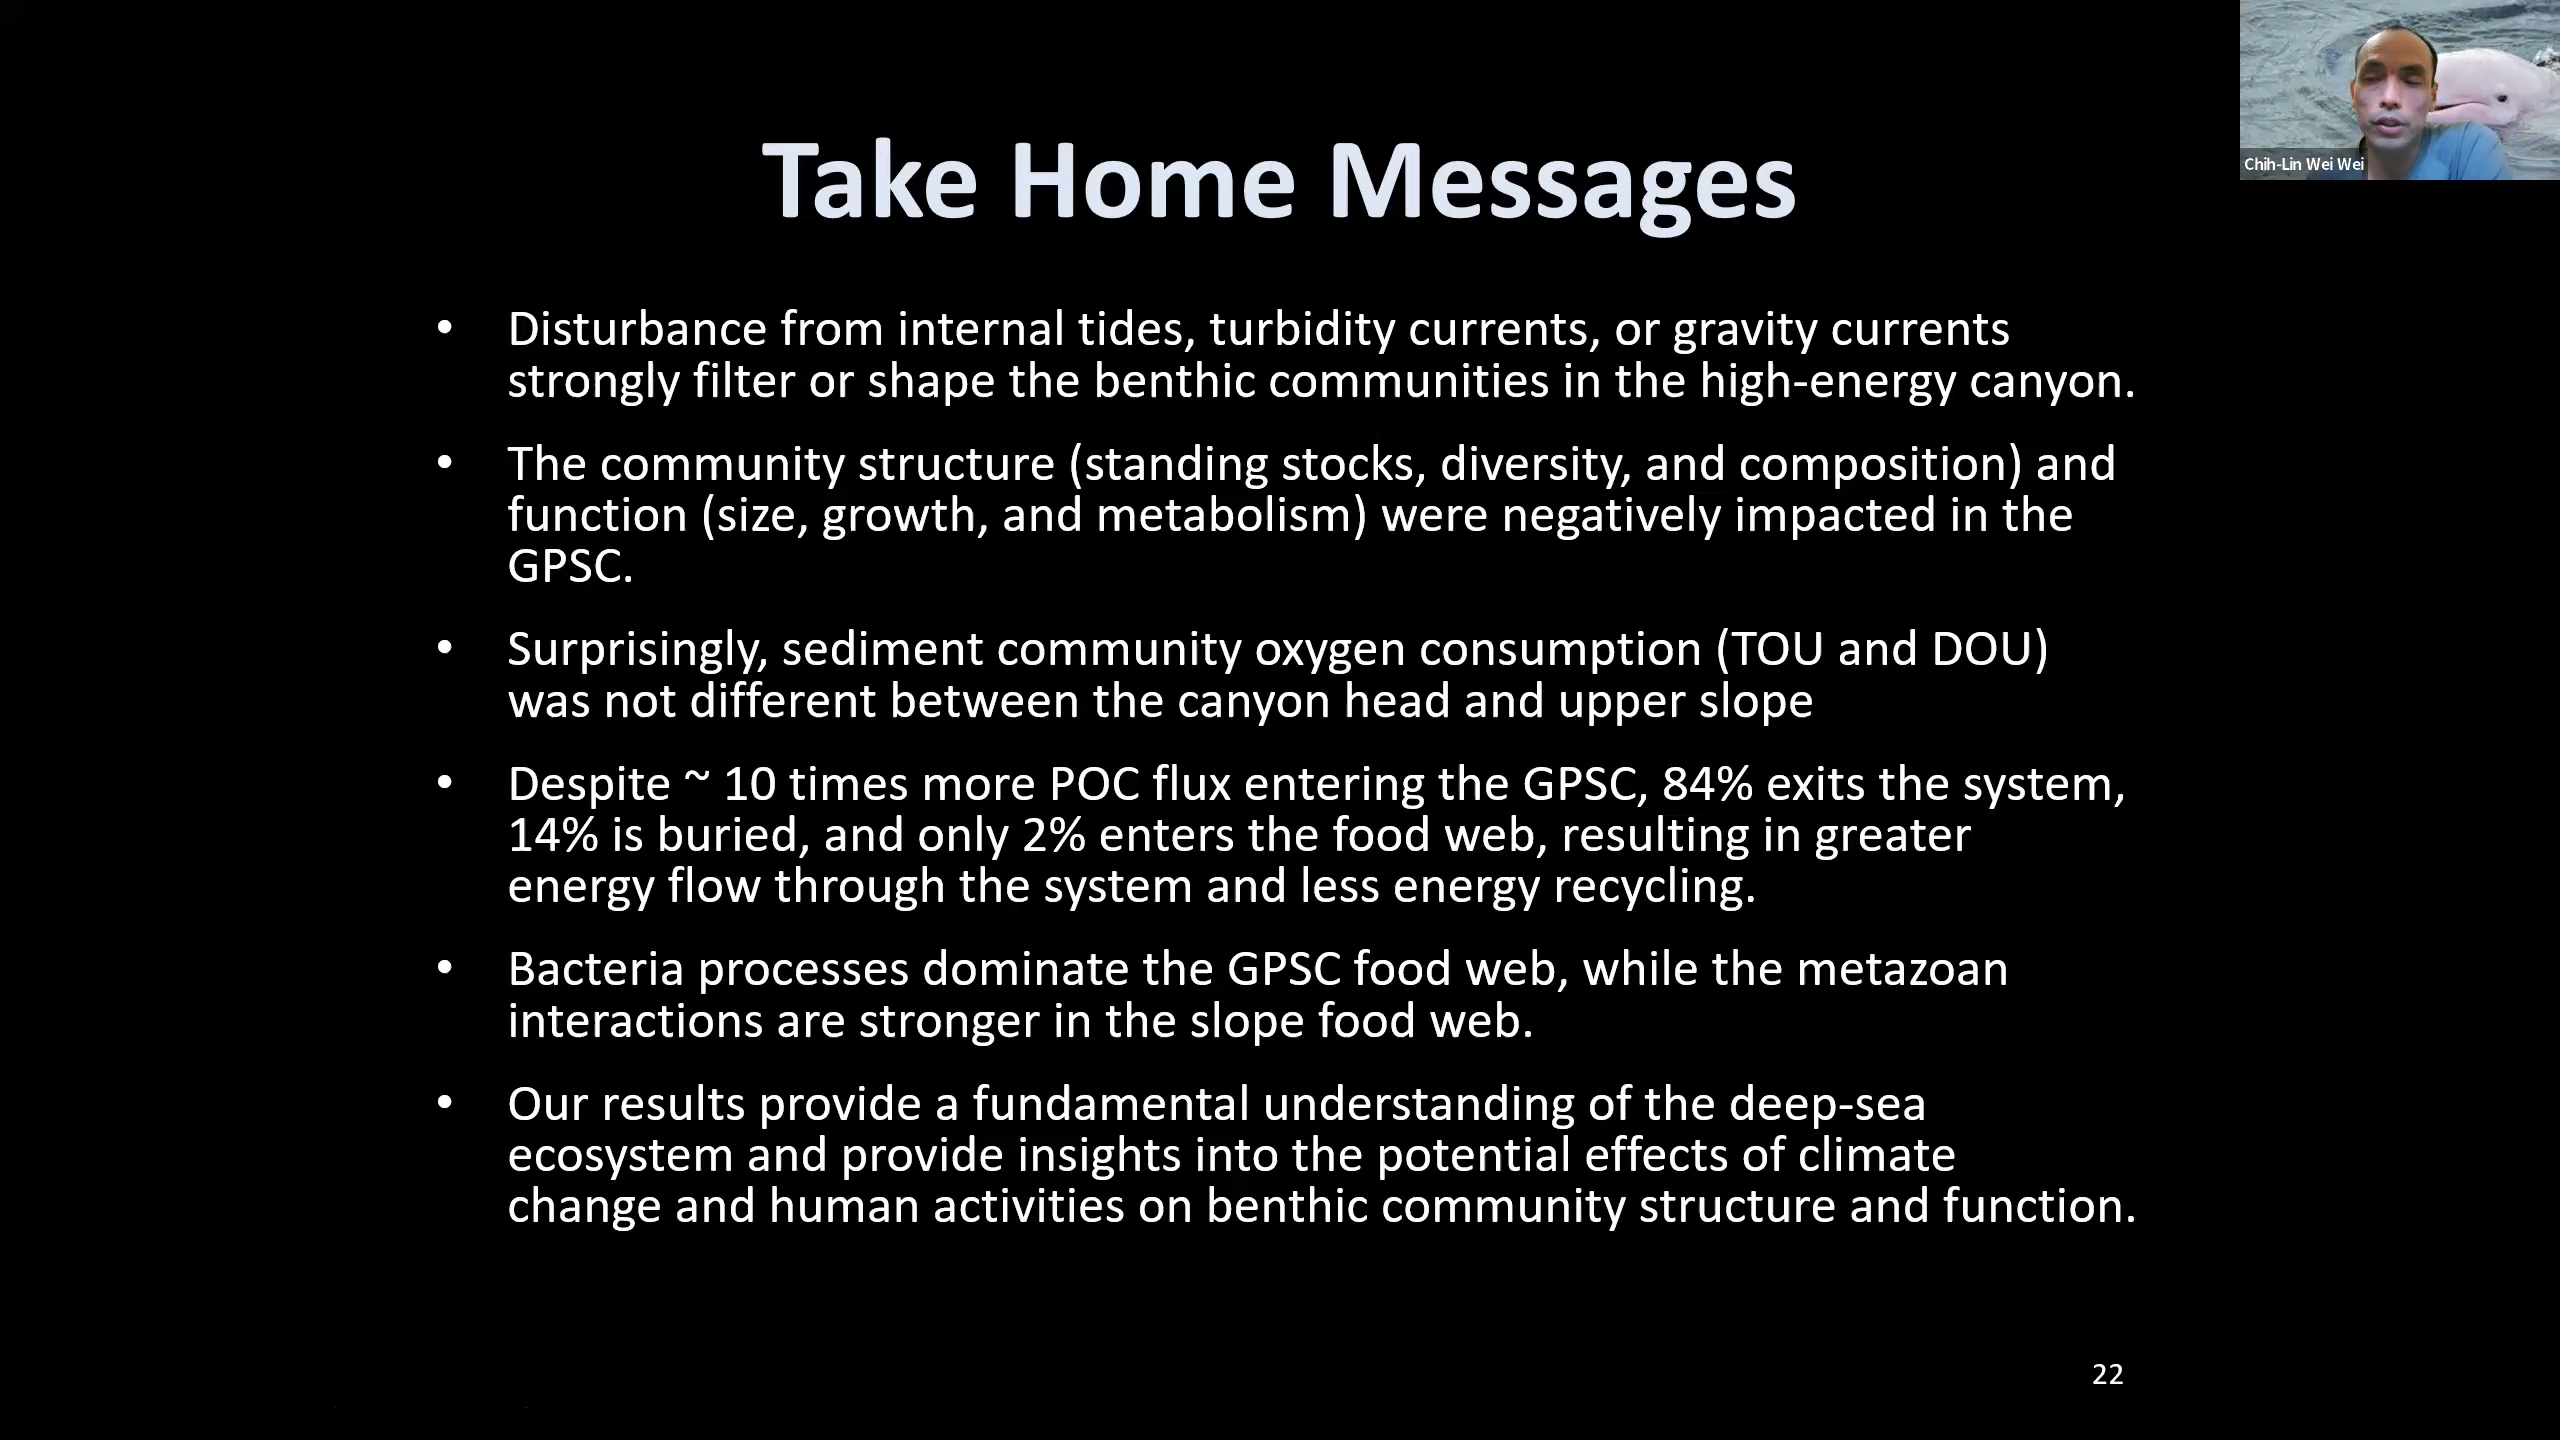 Chih-Lin Wei Wei
Take Home Messages
• Disturbance from internal tides, turbidity currents, or gravity currents
strongly filter or shape the benthic communities in the high-energy canyon.
• The community structure (standing stocks, diversity, and composition) and
function (size, growth, and metabolism) were negatively impacted in the
GPSC.
• Surprisingly, sediment community oxygen consumption (TOU and DOU)
was not different between the canyon head and upper slope
• Despite ~ 10 times more POC flux entering the GPSC, 84% exits the system,
14% is buried, and only 2% enters the food web, resulting in greater
energy flow through the system and less energy recycling.
• Bacteria processes dominate the GPSC food web, while the metazoan
interactions are stronger in the slope food web.
• Our results provide a fundamental understanding of the deep-sea
ecosystem and provide insights into the potential effects of climate
change and human activities on benthic community structure and function.
22